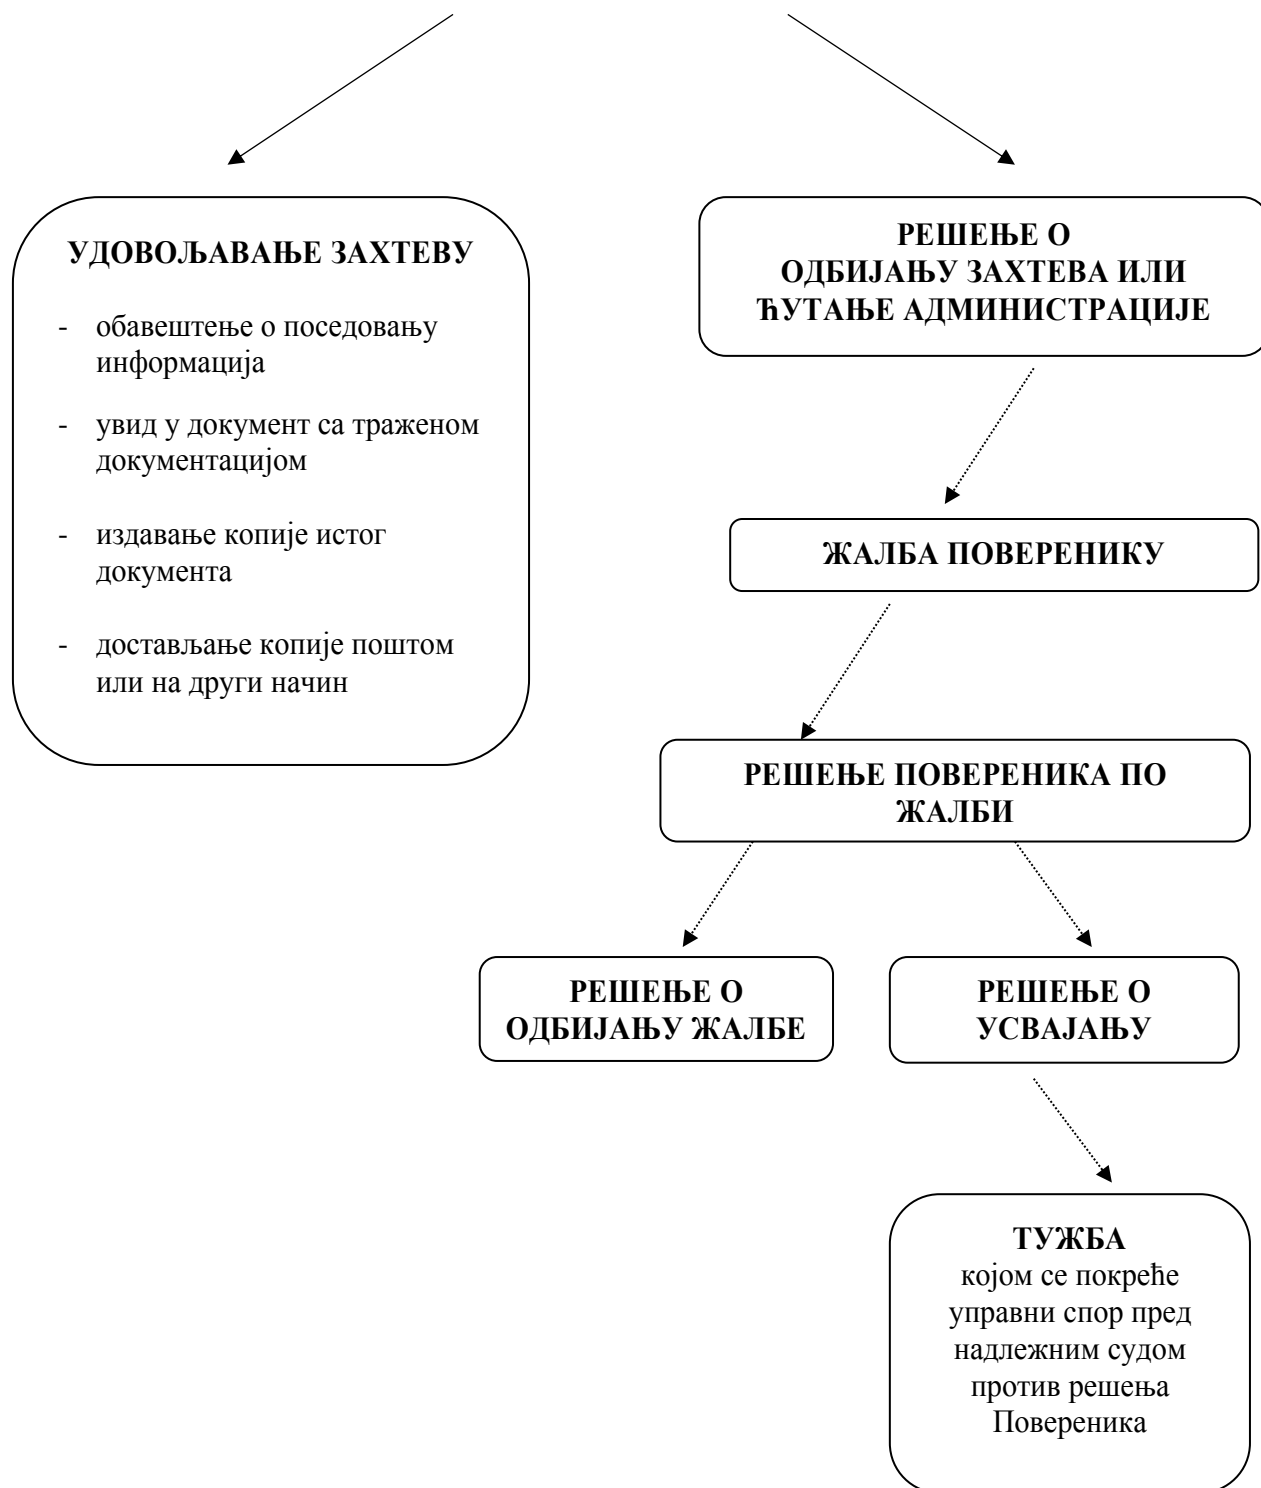 УДОВОЉАВАЊЕ ЗАХТЕВУ
- обавештење о поседовању
информација
- увид у документ са траженом
документацијом
- издавање копије истог
документа
- достављање копије поштом
или на други начин
РЕШЕЊЕ О
ОДБИЈАЊУ ЗАХТЕВА ИЛИ
ЋУТАЊЕ АДМИНИСТРАЦИЈЕ
ЖАЛБА ПОВЕРЕНИКУ
РЕШЕЊЕ ПОВЕРЕНИКА ПО
ЖАЛБИ
РЕШЕЊЕ О
ОДБИЈАЊУ ЖАЛБЕ
РЕШЕЊЕ О
УСВАЈАЊУ
ТУЖБА
којом се покреће
управни спор пред
надлежним судом
против решења
Повереника